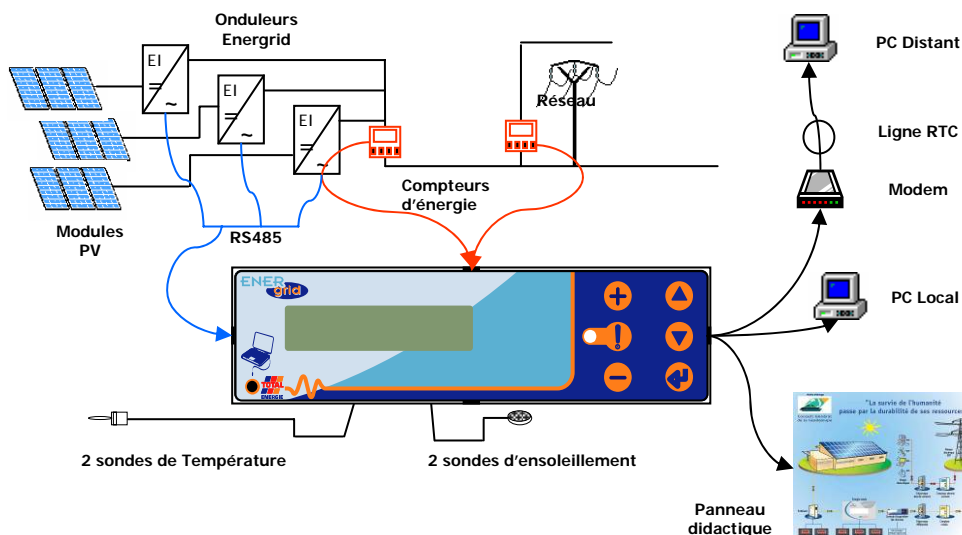 Onduleurs
Energrid
EI
EI
EI
Réseau
PC Distant
Ligne RTC
Modem
Compteurs
d'énergie
RS485
Modules
PV
ENER
grid
PC Local
TOTAL
ENERGIE
2 sondes de Température
2 sondes d'ensoleillement
"La survie de l'humanité
passe par la durabilité de ses ressources
Panneau
didactique